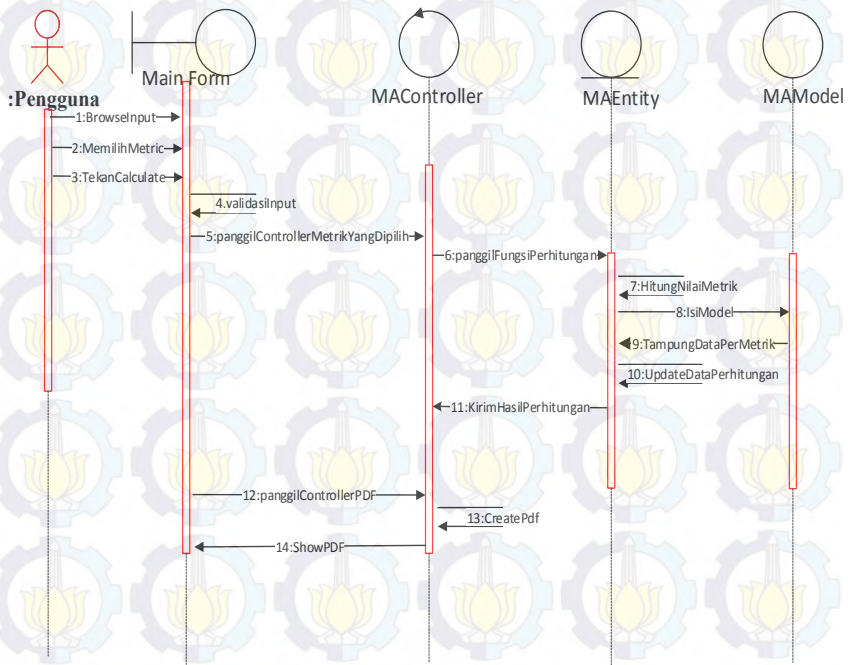 Main Form
:Pengguna
MAController
MAEntity
MAModel
1:BrowseInput
2:MemilihMetric
3:TekanCalculate
4.validasiInput
5:panggilControllerMetrikYangDipilih
6:panggilFungsiPerhitungan
7:HitungNilaiMetrik
8:IsiModel
9:TampungDataPerMetrik
10:UpdateDataPerhitungan
11:KirimHasilPerhitungan
12:panggilControllerPDF
13:CreatePdf
14:ShowPDF